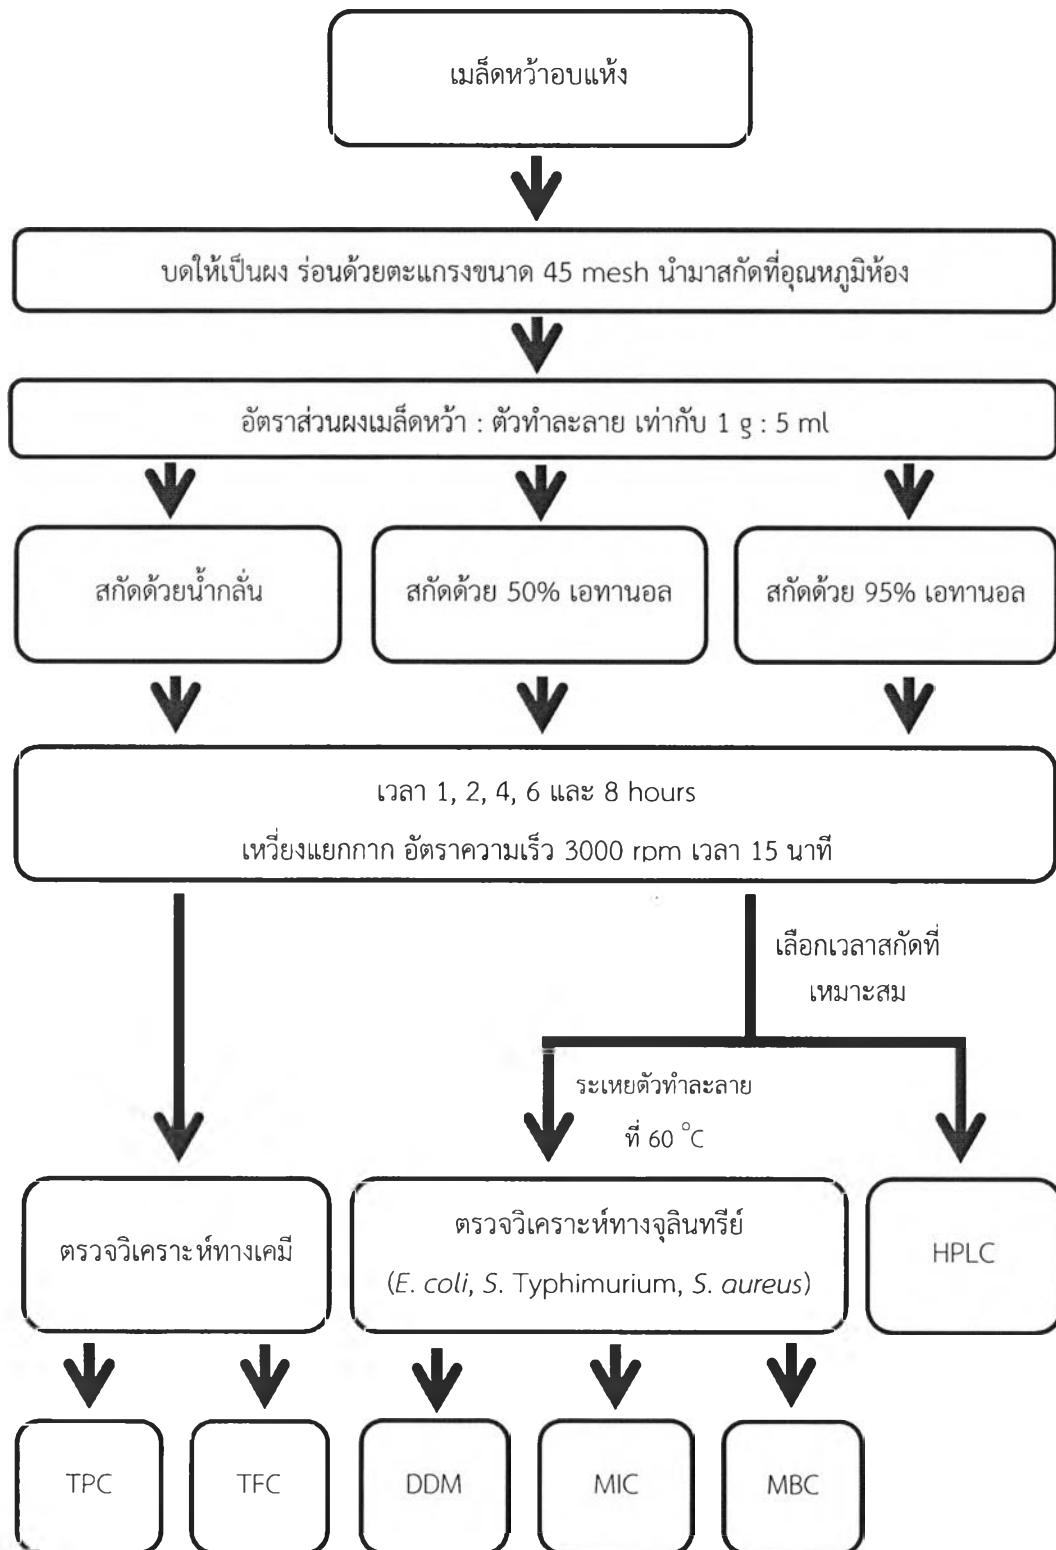 เมล็ดหว้าอบแห้ง
บดให้เป็นผง ร่อนด้วยตะแกรงขนาด 45 mesh นำมาสกัดที่อุณหภูมิห้อง
อัตราส่วนผงเมล็ดหว้า : ตัวทำละลาย เท่ากับ 1 g : 5 ml
สกัดด้วยน้ำกลั่น
สกัดด้วย 50% เอทานอล
สกัดด้วย 95% เอทานอล
เวลา 1, 2, 4, 6 และ 8 hours
เหวี่ยงแยกกาก อัตราความเร็ว 3000 rpm เวลา 15 นาที
เลือกเวลาสกัดที่
เหมาะสม
ระเหยตัวทำละลาย
ที่ 60 °C
ตรวจวิเคราะห์ทางเคมี
ตรวจวิเคราะห์ทางจุลินทรีย์
(E. coli, S. Typhimurium, S. aureus)
HPLC
TPC
TFC
DDM
MIC
MBC